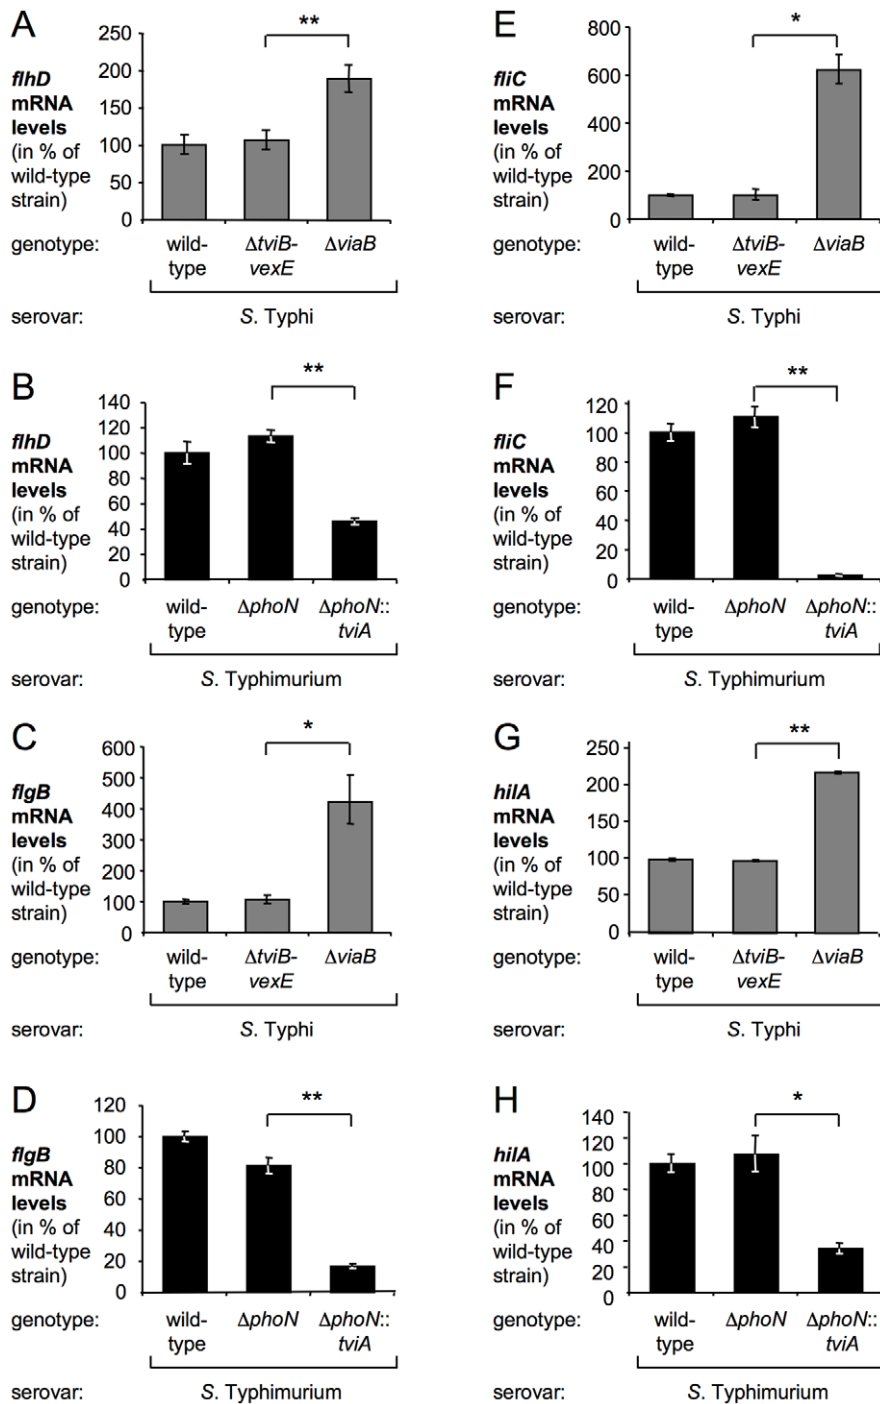 A
flhD
mRNA
levels
(in % of
wild-type
strain)
250
200
150
100
50
0
**
genotype:
wild-
type
ΔtviB-
vexE
ΔviaB
serovar:
S. Typhi
E
fliC
mRNA
levels
(in % of
wild-type
strain)
800
600
400
200
0
*
genotype:
wild-
type
ΔtviB-
vexE
ΔviaB
serovar:
S. Typhi
B
flhD
mRNA
levels
(in % of
wild-type
strain)
140
120
100
80
60
40
20
0
**
genotype:
wild-
type
ΔphoN
ΔphoN::
tviA
serovar:
S. Typhimurium
F
fliC
mRNA
levels
(in % of
wild-type
strain)
120
100
80
60
40
20
0
**
genotype:
wild-
type
ΔphoN
ΔphoN::
tviA
serovar:
S. Typhimurium
C
flgB
mRNA
levels
(in % of
wild-type
strain)
600
500
400
300
200
100
0
*
genotype:
wild-
type
ΔtviB-
vexE
ΔviaB
serovar:
S. Typhi
G
hilA
mRNA
levels
(in % of
wild-type
strain)
250
200
150
100
50
0
**
genotype:
wild-
type
ΔtviB-
vexE
ΔviaB
serovar:
S. Typhi
D
flgB
mRNA
levels
(in % of
wild-type
strain)
120
100
80
60
40
20
0
**
genotype:
wild-
type
ΔphoN
ΔphoN::
tviA
serovar:
S. Typhimurium
H
hilA
mRNA
levels
(in % of
wild-type
strain)
140
120
100
80
60
40
20
0
*
genotype:
wild-
type
ΔphoN
ΔphoN::
tviA
serovar:
S. Typhimurium